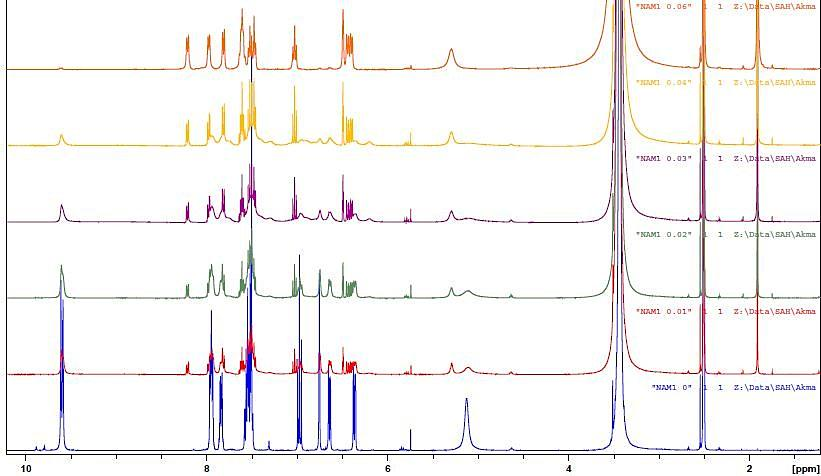 "NAM1 0.06" 1 1 Z:\Data\SAH\Akma
"NAM1 0.04" 1 1 Z:\Data\SAH\Akma
"NAM1 0.03" 1 1 Z:\Data\SAH\Akma
"NAM1 0.02" 1 1 Z:\Data\SAH\Akma
"NAM1 0.01" 1 1 Z:\Data\SAH\Akma
"NAM1 0" 1 1 Z:\Data\SAH\Akma
10 8 6 4 2 [ppm]